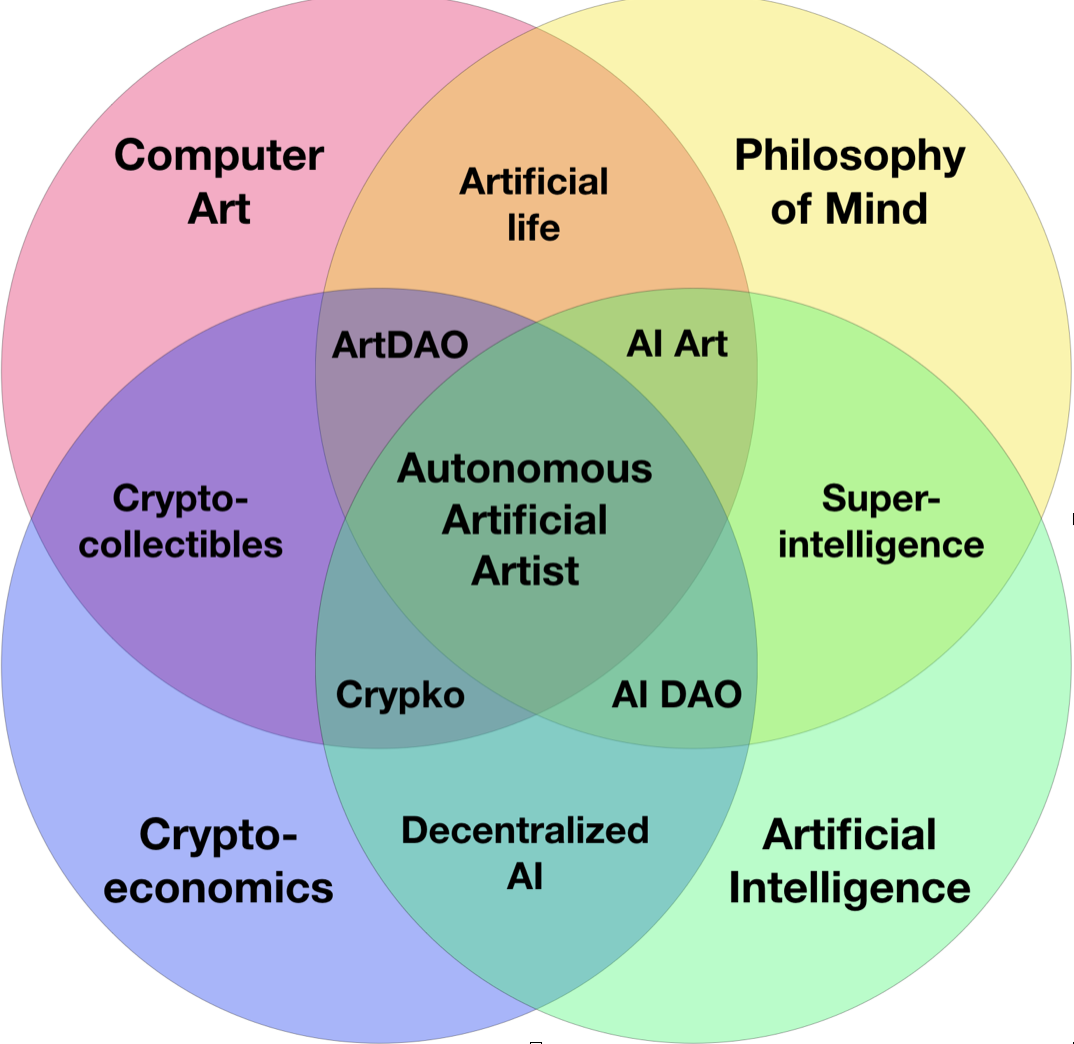 Computer
Art
Philosophy
of Mind
Artificial
life
ArtDAO
AI Art
Autonomous
Artificial
Artist
Crypto-
collectibles
Super-
intelligence
Crypko
AI DAO
Crypto-
economics
Decentralized
AI
Artificial
Intelligence